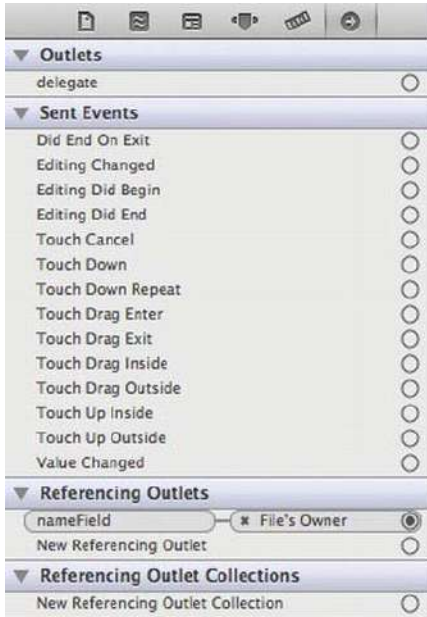 Outlets
delegate
Sent Events
Did End On Exit
Editing Changed
Editing Did Begin
Editing Did End
Touch Cancel
Touch Down
Touch Down Repeat
Touch Drag Enter
Touch Drag Exit
Touch Drag Inside
Touch Drag Outside
Touch Up Inside
Touch Up Outside
Value Changed
Referencing Outlets
nameField File's Owner
New Referencing Outlet
Referencing Outlet Collections
New Referencing Outlet Collection